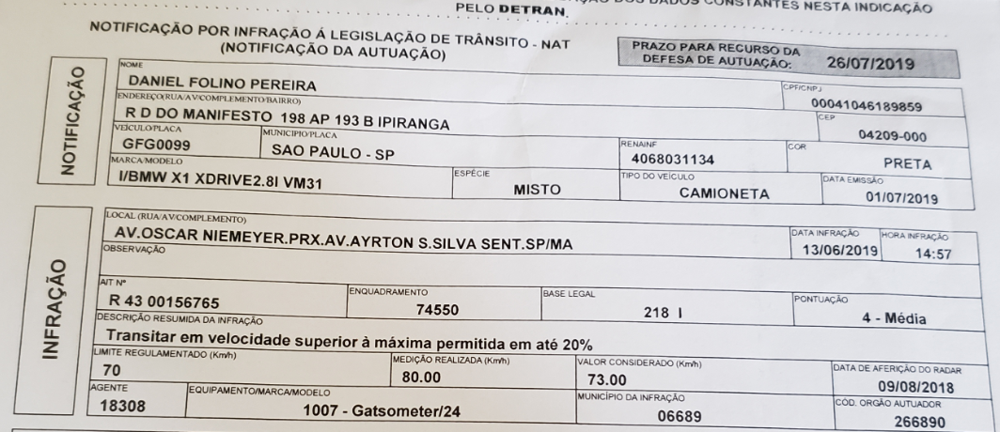 DOS DADOS CONSTANTES NESTA INDICAÇÃO
PELO DETRAN.
NOTIFICAÇÃO POR INFRAÇÃO Á LEGISLAÇÃO DE TRÂNSITO - NAT
(NOTIFICAÇÃO DA AUTUAÇÃO)
PRAZO PARA RECURSO DA
DEFESA DE AUTUAÇÃO: 26/07/2019
NOTIFICAÇÃO
NOME CPF/CNPJ
DANIEL FOLINO PEREIRA 00041046189859
ENDEREÇO(RUA/AV/COMPLEMENTO/BAIRRO) CEP
R D DO MANIFESTO 198 AP 193 B IPIRANGA 04209-000
VEÍCULO/PLACA MUNICIPIO/PLACA RENAINF COR
GFG0099 SAO PAULO - SP 4068031134 PRETA
MARCA/MODELO ESPÉCIE TIPO DO VEÍCULO DATA EMISSÃO
I/BMW X1 XDRIVE2.8I VM31 MISTO CAMIONETA 01/07/2019
INFRAÇÃO
LOCAL (RUA/AV/COMPLEMENTO) DATA INFRAÇÃO HORA INFRAÇÃO
AV.OSCAR NIEMEYER.PRX.AV.AYRTON S.SILVA SENT.SP/MA 13/06/2019 14:57
OBSERVAÇÃO
AIT Nº ENQUADRAMENTO BASE LEGAL PONTUAÇÃO
R 43 00156765 74550 218 I 4 - Média
DESCRIÇÃO RESUMIDA DA INFRAÇÃO
Transitar em velocidade superior à máxima permitida em até 20%
LIMITE REGULAMENTADO (Km/h) MEDIÇÃO REALIZADA (Km/h) VALOR CONSIDERADO (Km/h) DATA DE AFERIÇÃO DO RADAR
70 80.00 73.00 09/08/2018
AGENTE EQUIPAMENTO/MARCA/MODELO MUNICÍPIO DA INFRAÇÃO CÓD. ORGÃO AUTUADOR
18308 1007 - Gatsometer/24 06689 266890